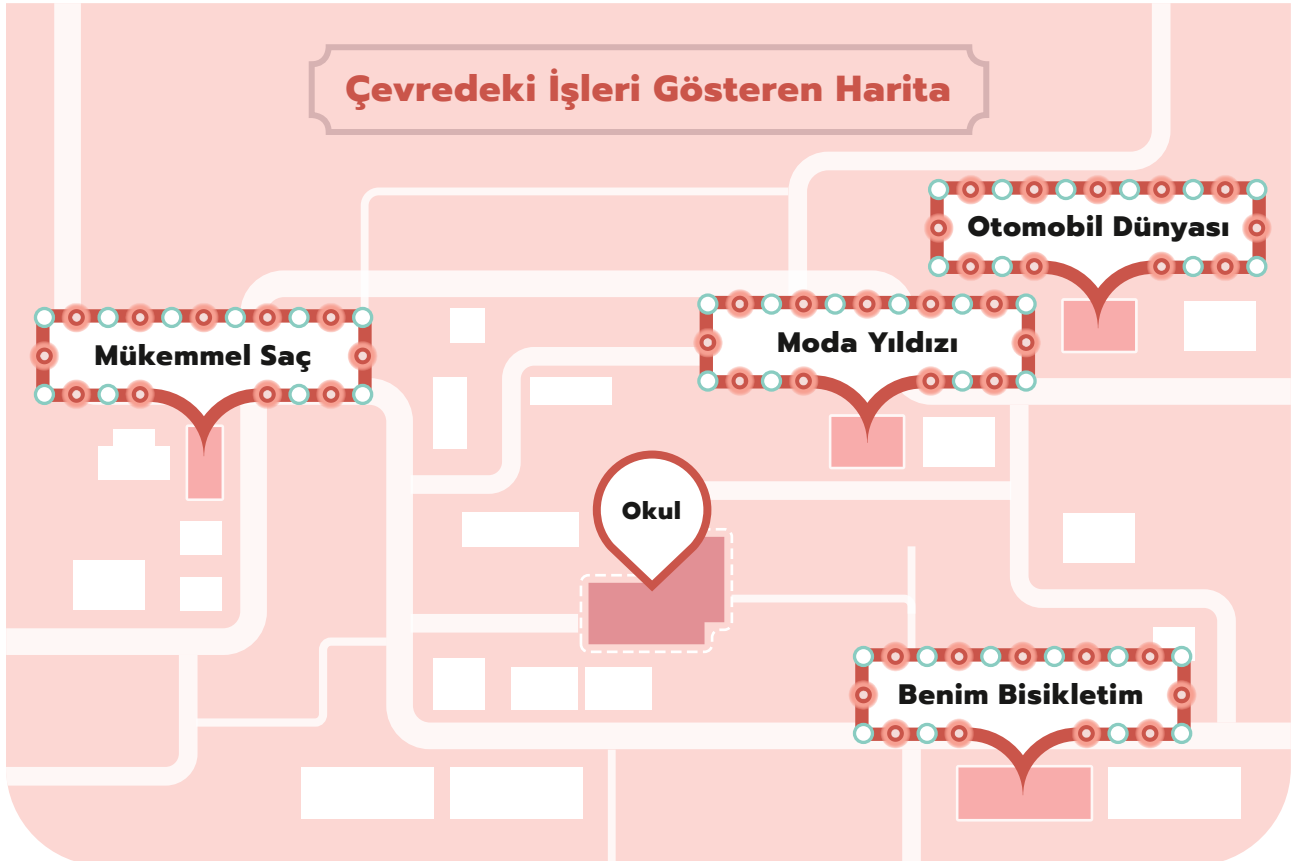 Çevredeki İşleri Gösteren Harita
Otomobil Dünyası
Moda Yıldızı
Mükemmel Saç
Okul
Benim Bisikletim